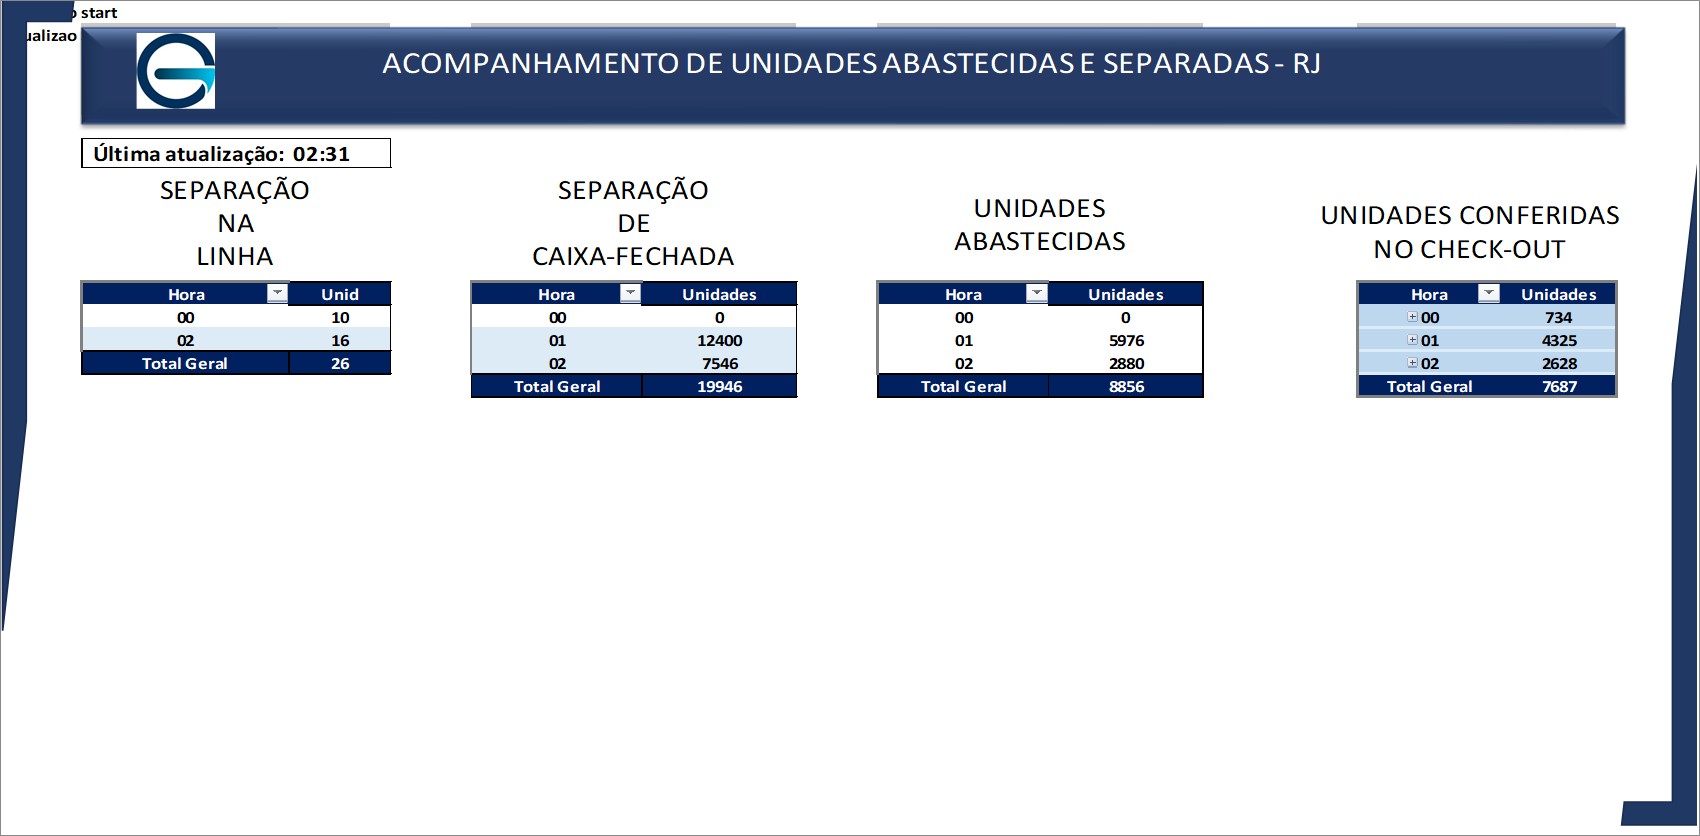 start
ACOMPANHAMENTO DE UNIDADES ABASTECIDAS E SEPARADAS - RJ
Última atualização: 02:31
SEPARAÇÃO
NA
LINHA
Hora Unid
00 10
02 16
Total Geral 26
SEPARAÇÃO
DE
CAIXA-FECHADA
Hora Unidades
00 0
01 12400
02 7546
Total Geral 19946
UNIDADES
ABASTECIDAS
Hora Unidades
00 0
01 5976
02 2880
Total Geral 8856
UNIDADES CONFERIDAS
NO CHECK-OUT
Hora Unidades
00 734
01 4325
02 2628
Total Geral 7687